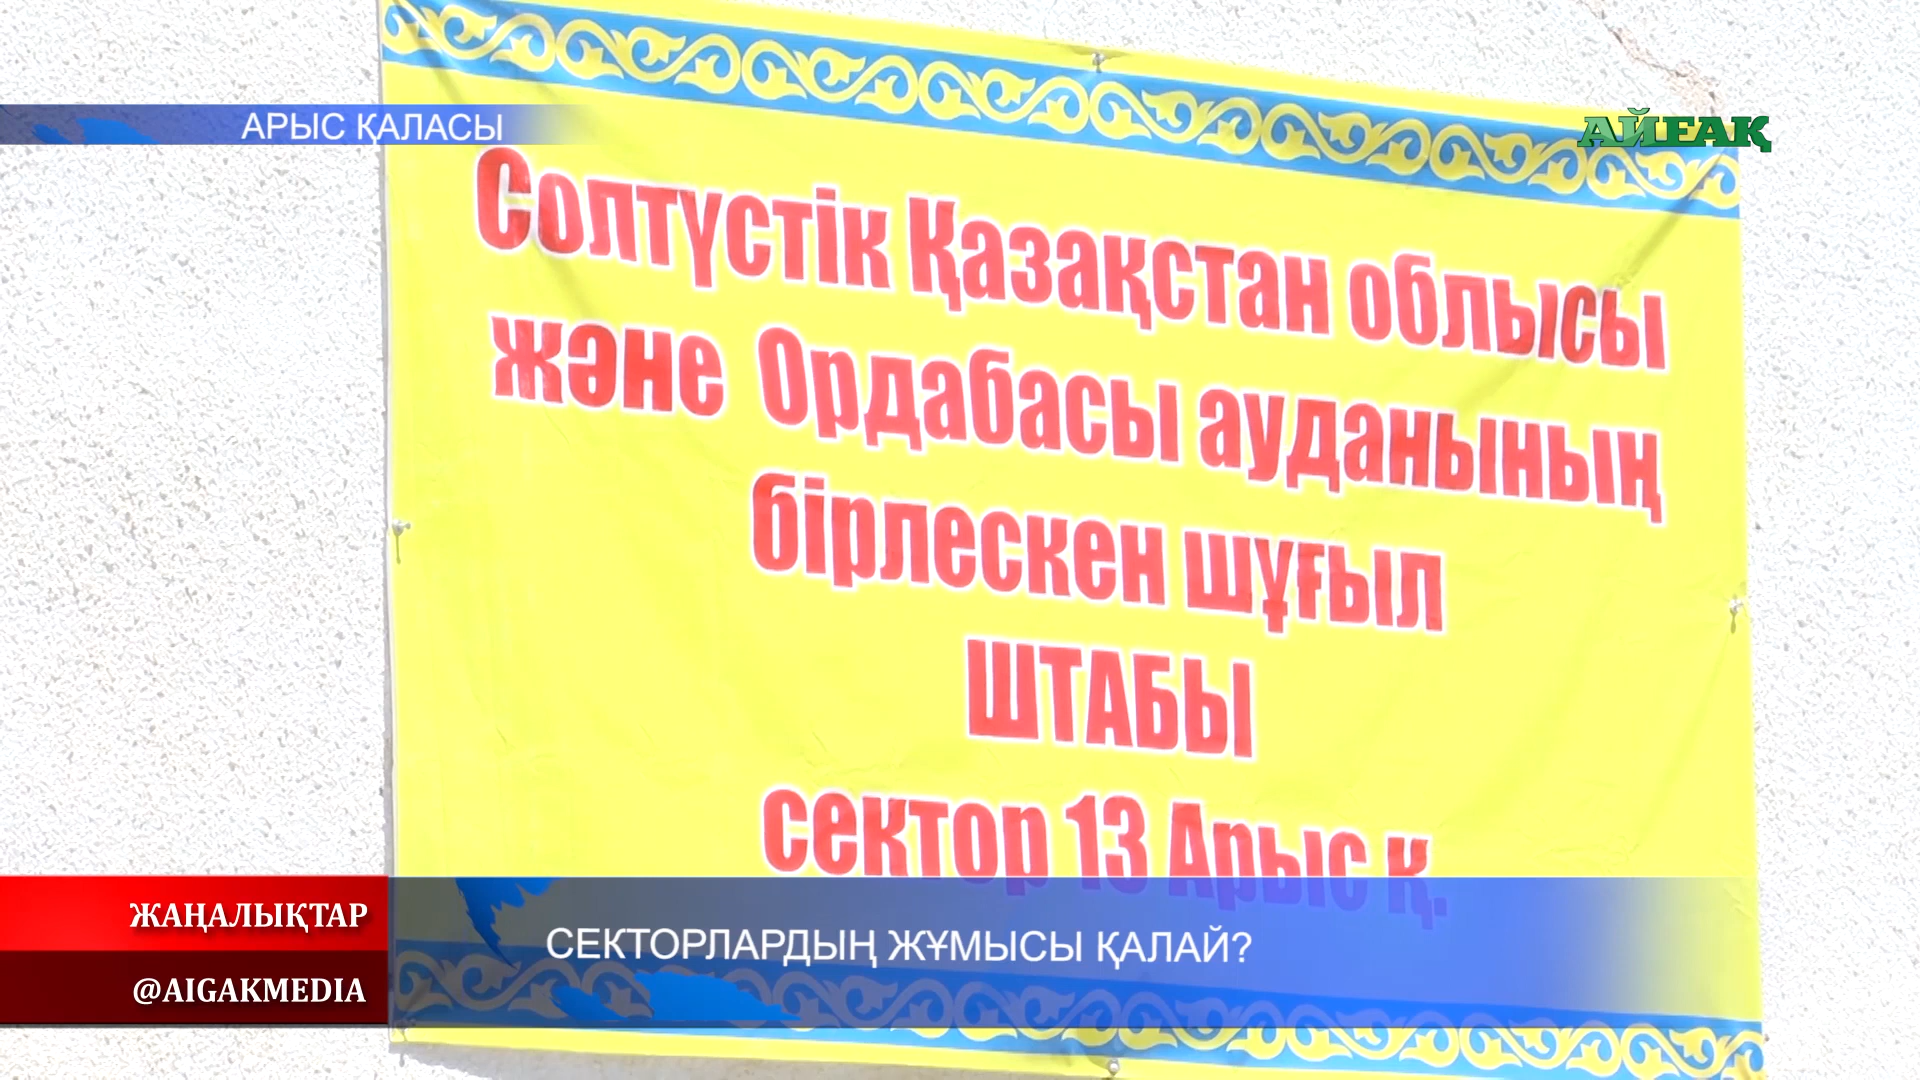 АРЫС ҚАЛАСЫ
АЙҒАҚ
Солтүстік Қазақстан облысы
және Ордабасы ауданының
бірлескен шұғыл
ШТАБЫ
сектор 13 Арыс қ.
ЖАҢАЛЫҚТАР
СЕКТОРЛАРДЫҢ ЖҰМЫСЫ ҚАЛАЙ?
@AIGAKMEDIA